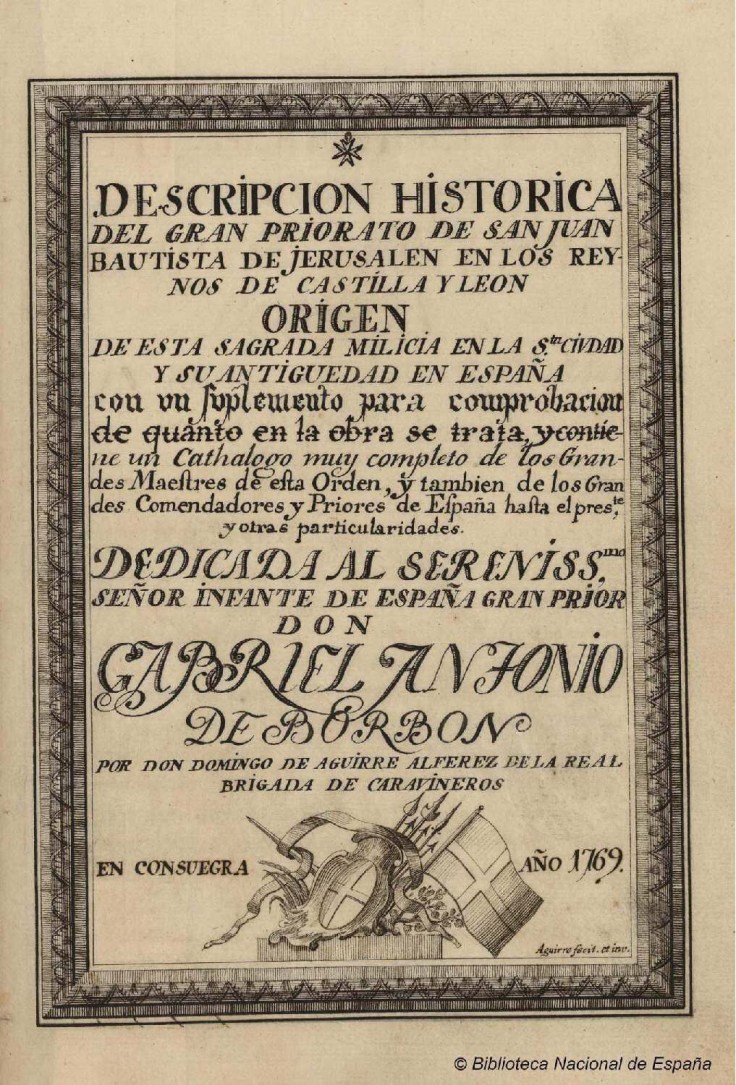 DESCRIPCION HISTORICA
DEL GRAN PRIORATO DE SAN JUAN
BAUTISTA DE JERUSALEN EN LOS REY-
NOS DE CASTILLA Y LEON
ORIGEN
DE ESTA SAGRADA MILICIA EN LA S.ta CIVDAD
Y SU ANTIGUEDAD EN ESPAÑA
con vn suplemento para comprobacion
de quanto en la obra se trata, y contie-
ne un Cathalogo muy completo de los Gran-
des Maestres de esta Orden, y tambien de los Gran
des Comendadores y Priores de España hasta el pres.te
y otras particularidades.
DEDICADA AL SERENISS.mo
SEÑOR INFANTE DE ESPAÑA GRAN PRIOR
DON
GABRIEL ANTONIO
DE BORBON
POR DON DOMINGO DE AGUIRRE ALFEREZ DE LA REAL
BRIGADA DE CARAVINEROS
EN CONSUEGRA AÑO 1769.
Aguirre fecit. et inv.
© Biblioteca Nacional de España